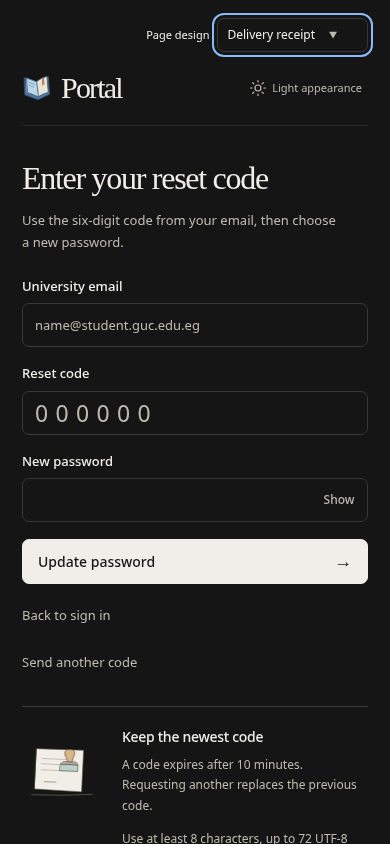 Page design Delivery receipt ▼
Portal Light appearance
Enter your reset code
Use the six-digit code from your email, then choose
a new password.
University email
name@student.guc.edu.eg
Reset code
000000
New password
Show
Update password →
Back to sign in
Send another code
Keep the newest code
A code expires after 10 minutes.
Requesting another replaces the previous
code.
Use at least 8 characters, up to 72 UTF-8